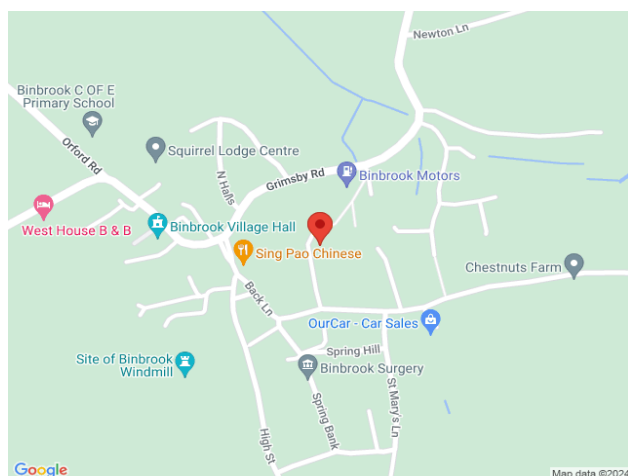 Newton Ln
Binbrook C OF E
Primary School
Orford Rd
Squirrel Lodge Centre
N Halls
Grimsby Rd
Binbrook Motors
West House B & B
Binbrook Village Hall
Sing Pao Chinese
Chestnuts Farm
Back Ln
OurCar - Car Sales
Spring Hill
Site of Binbrook
Windmill
Binbrook Surgery
St Mary's Ln
Spring Bank
High St
Google
Map data ©2024